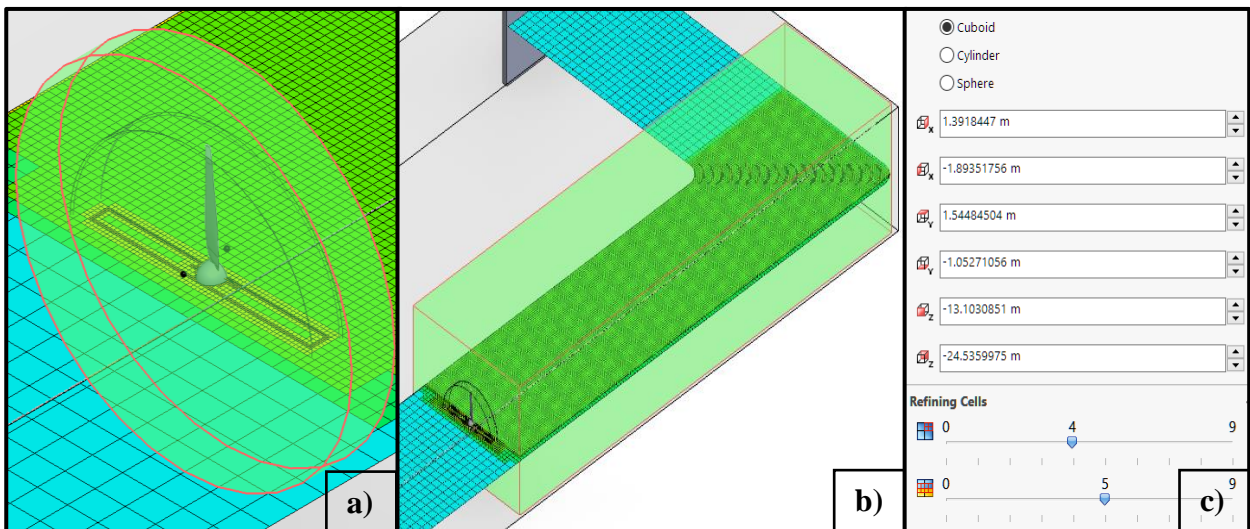 a)
b)
Cuboid
Cylinder
Sphere
X 1.3918447 m
X -1.89351756 m
Y 1.54484504 m
Y -1.05271056 m
Z -13.1030851 m
Z -24.5359975 m
Refining Cells
0 4 9
0 5 9
c)